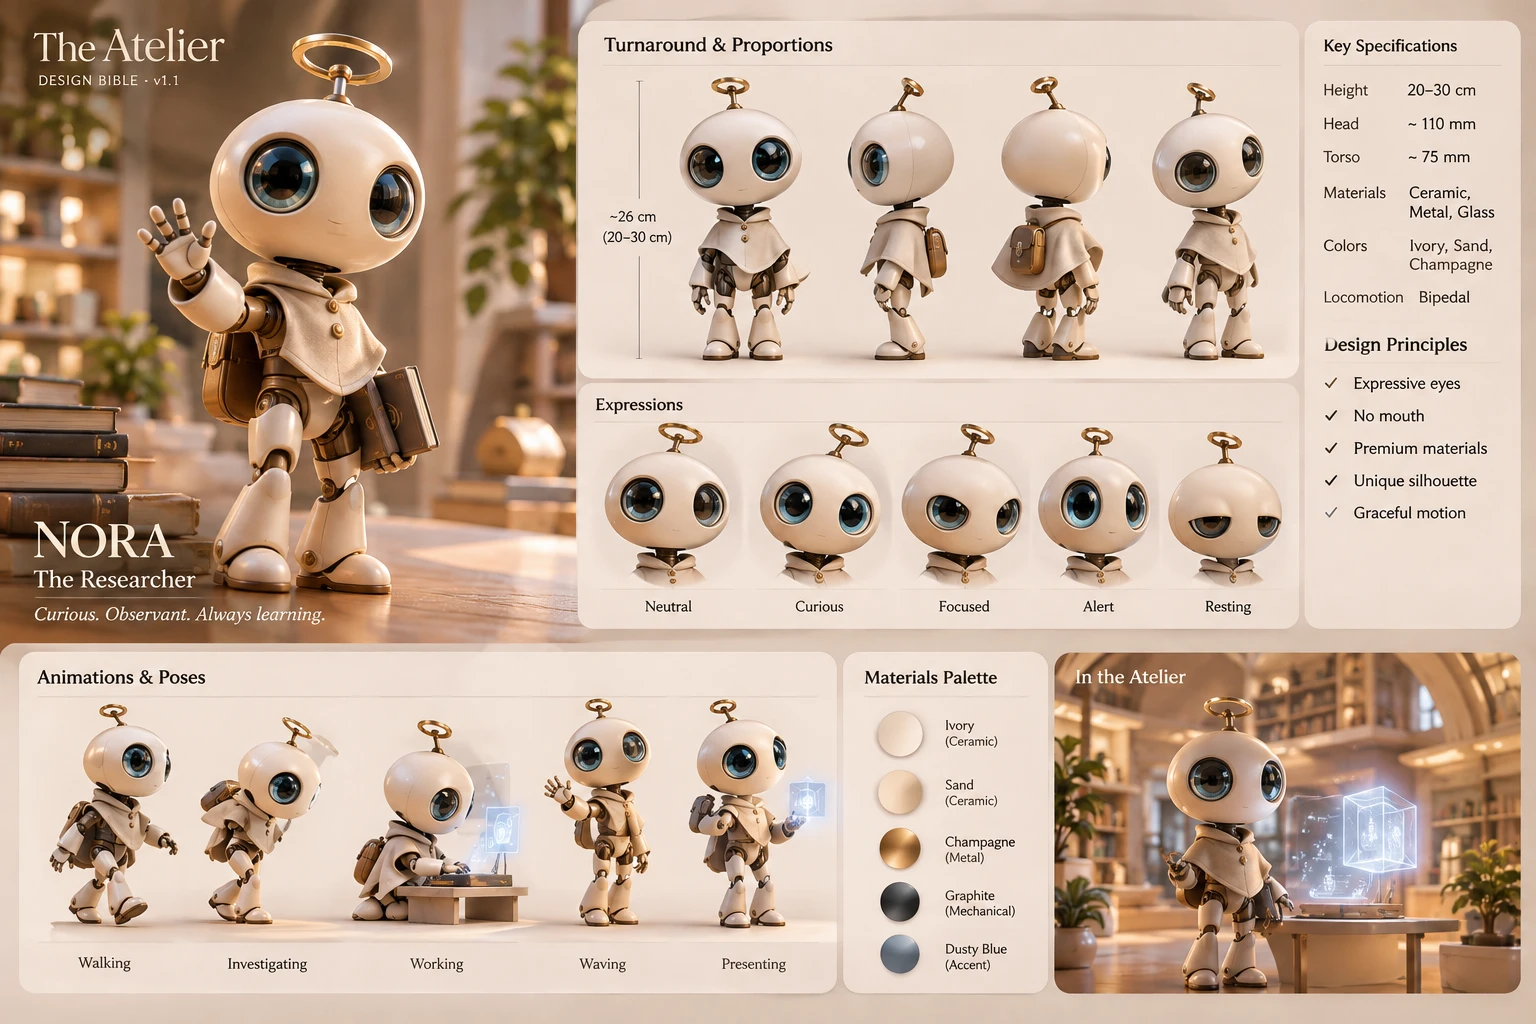 The Atelier
DESIGN BIBLE - v1.1
NORA
The Researcher
Curious. Observant. Always learning.
Turnaround & Proportions
~26 cm
(20–30 cm)
Expressions
Neutral
Curious
Focused
Alert
Resting
Key Specifications
Height 20–30 cm
Head ~ 110 mm
Torso ~ 75 mm
Materials Ceramic,
Metal, Glass
Colors Ivory, Sand,
Champagne
Locomotion Bipedal
Design Principles
✓ Expressive eyes
✓ No mouth
✓ Premium materials
✓ Unique silhouette
✓ Graceful motion
Animations & Poses
Walking
Investigating
Working
Waving
Presenting
Materials Palette
Ivory
(Ceramic)
Sand
(Ceramic)
Champagne
(Metal)
Graphite
(Mechanical)
Dusty Blue
(Accent)
In the Atelier